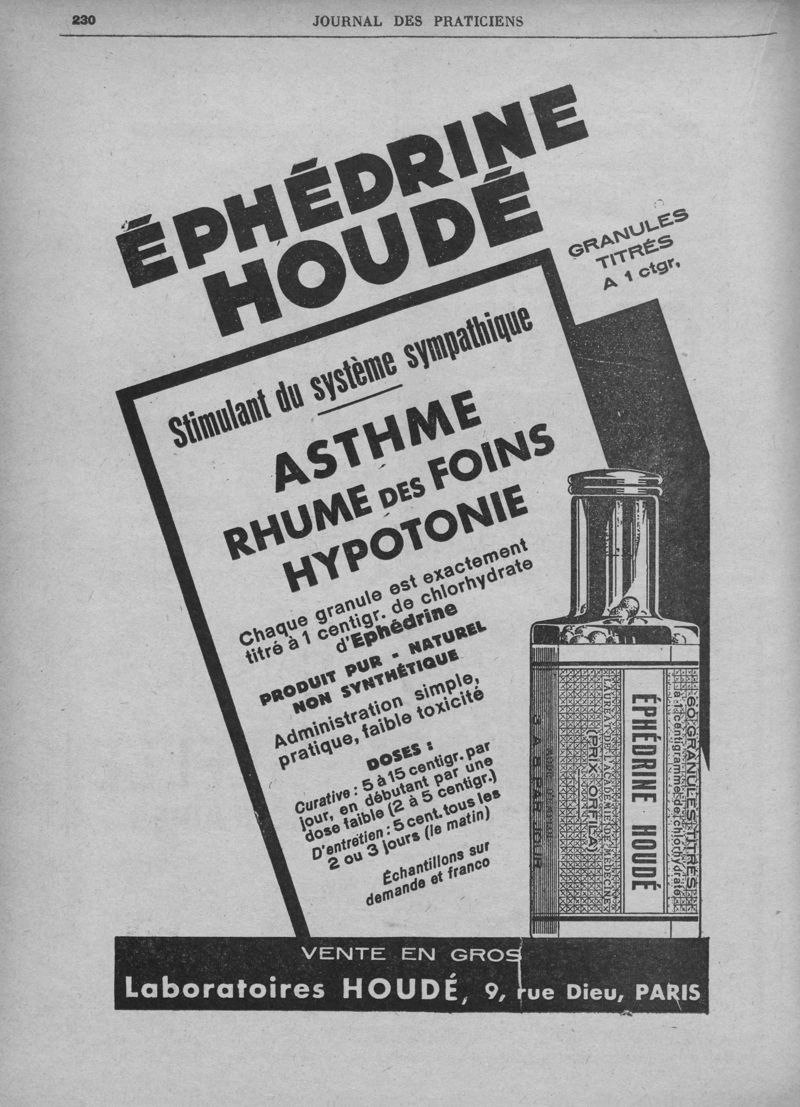 230
JOURNAL DES PRATICIENS
ÉPHÉDRINE
HOUDÉ
GRANULES
TITRÉS
A 1 ctgr,
Stimulant du système sympathique
ASTHME
RHUME DES FOINS
HYPOTONIE
Chaque granule est exactement
titré à 1 centigr. de chlorhydrate
d'Ephédrine
PRODUIT PUR - NATUREL
NON SYNTHÉTIQUE
Administration simple,
pratique, faible toxicité
DOSES :
Curative : 5 à 15 centigr. par
jour, en débutant par une
dose faible (2 à 5 centigr.)
D'entretien : 5 cent. tous les
2 ou 3 jours (le matin)
Échantillons sur
demande et franco
60 GRANULES TITRÉS
a 1 centigramme de chlorhydrate
ÉPHÉDRINE HOUDÉ
LAURÉAT DE L'ACADÉMIE DE MÉDECINE
(PRIX ORFILA)
3 A 8 PAR JOUR
VENTE EN GROS
Laboratoires HOUDÉ, 9, rue Dieu, PARIS